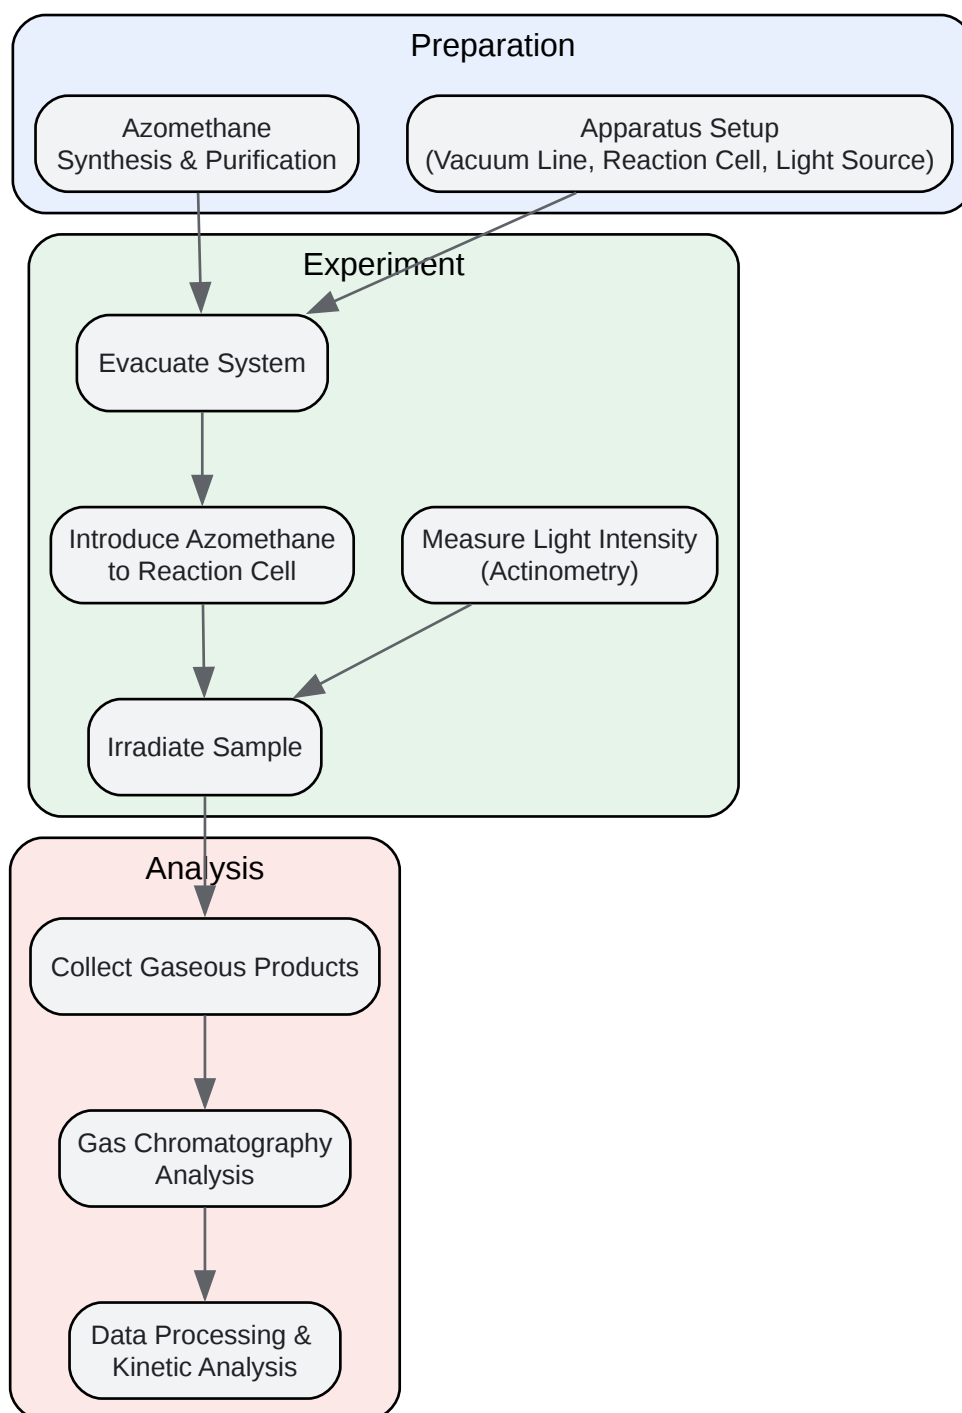 Preparation
Azomethane
Synthesis & Purification
Apparatus Setup
(Vacuum Line, Reaction Cell, Light Source)
Experiment
Evacuate System
Introduce Azomethane
to Reaction Cell
Measure Light Intensity
(Actinometry)
Irradiate Sample
Analysis
Collect Gaseous Products
Gas Chromatography
Analysis
Data Processing &
Kinetic Analysis